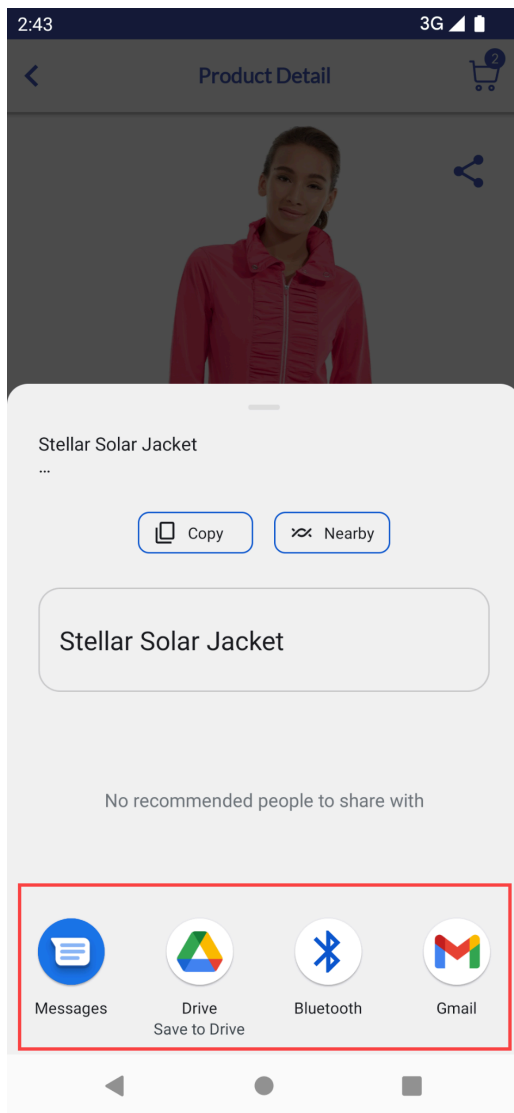 2:43
3G
Product Detail
2
Stellar Solar Jacket
...
Copy
Nearby
Stellar Solar Jacket
No recommended people to share with
Messages
Drive
Save to Drive
Bluetooth
Gmail